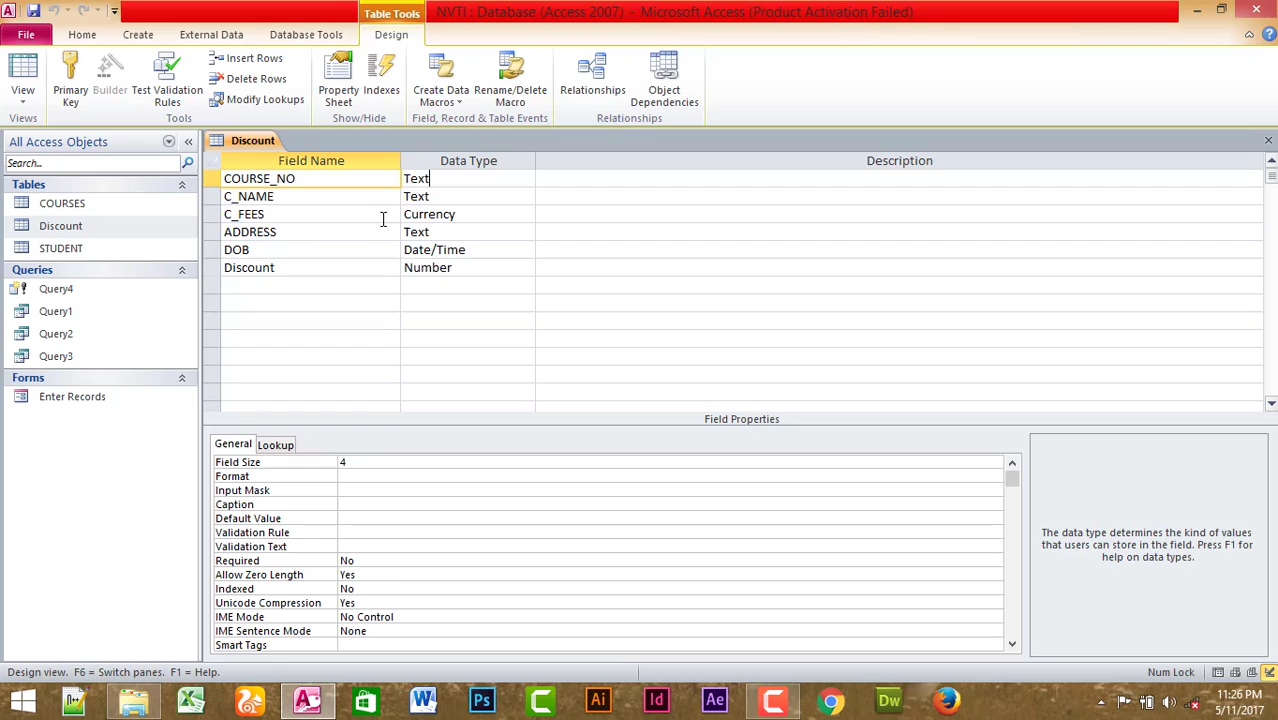 Table Tools
NVTI : Database (Access 2007) - Microsoft Access (Product Activation Failed)
File Home Create External Data Database Tools Design
View
Primary Key
Builder
Test Validation Rules
Insert Rows
Delete Rows
Modify Lookups
Property Sheet
Indexes
Create Data Macros
Rename/Delete Macro
Relationships
Object Dependencies
Views Tools Show/Hide Field, Record & Table Events Relationships
All Access Objects
Search...
Tables
COURSES
Discount
STUDENT
Queries
Query4
Query1
Query2
Query3
Forms
Enter Records
Discount
Field Name Data Type Description
COURSE_NO Text
C_NAME Text
C_FEES Currency
ADDRESS Text
DOB Date/Time
Discount Number
Field Properties
General Lookup
Field Size 4
Format
Input Mask
Caption
Default Value
Validation Rule
Validation Text
Required No
Allow Zero Length Yes
Indexed No
Unicode Compression Yes
IME Mode No Control
IME Sentence Mode None
Smart Tags
The data type determines the kind of values
that users can store in the field. Press F1 for
help on data types.
Design view. F6 = Switch panes. F1 = Help. Num Lock
Ps Ai Id Ae Dw
11:26 PM
5/11/2017